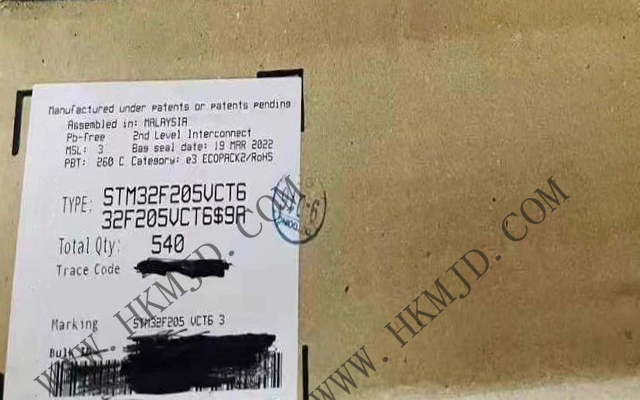 Manufactured under patents or patents pending
Assembled in: MALAYSIA
Pb-free 2nd Level Interconnect
MSL: 3 Bag seal date: 19 MAR 2022
PBT: 260 C Category: e3 ECOPACK2/RoHS
TYPE: STM32F205VCT6
32F205VCT6$9A
Total Qty: 540
Trace Code
Marking STM32F205 VCT6 3
Bulk
WWW.HKMJD.COM
WWW.HKMJD.COM